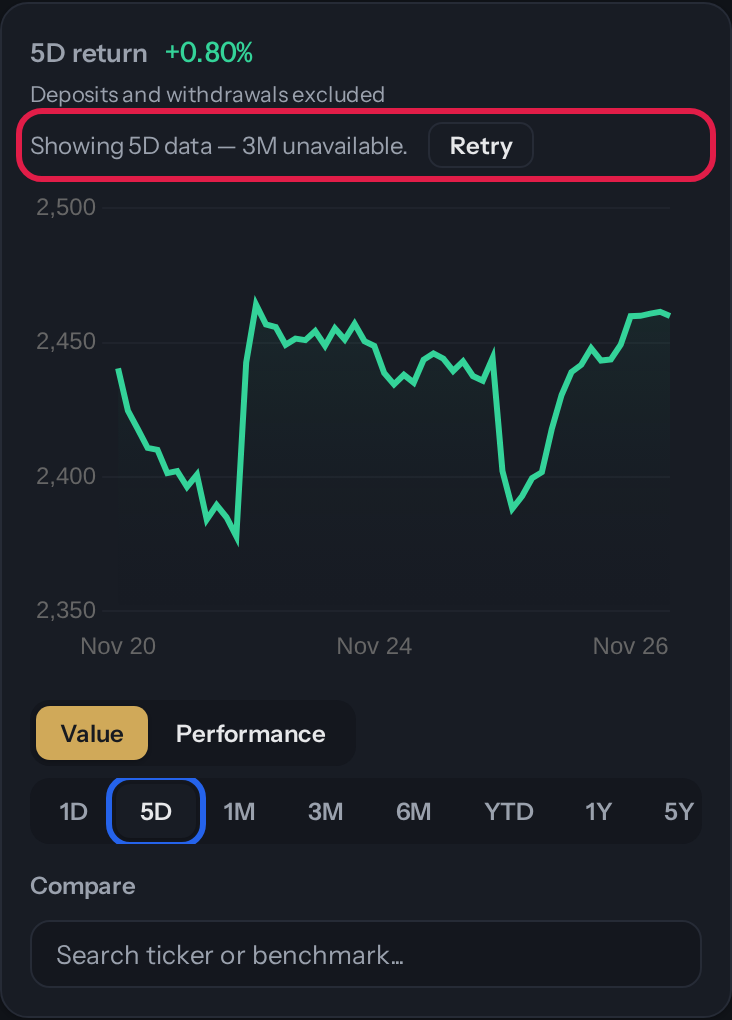 5D return +0.80%
Deposits and withdrawals excluded
Showing 5D data — 3M unavailable. Retry
2,500
2,450
2,400
2,350
Nov 20 Nov 24 Nov 26
Value Performance
1D 5D 1M 3M 6M YTD 1Y 5Y
Compare
Search ticker or benchmark...